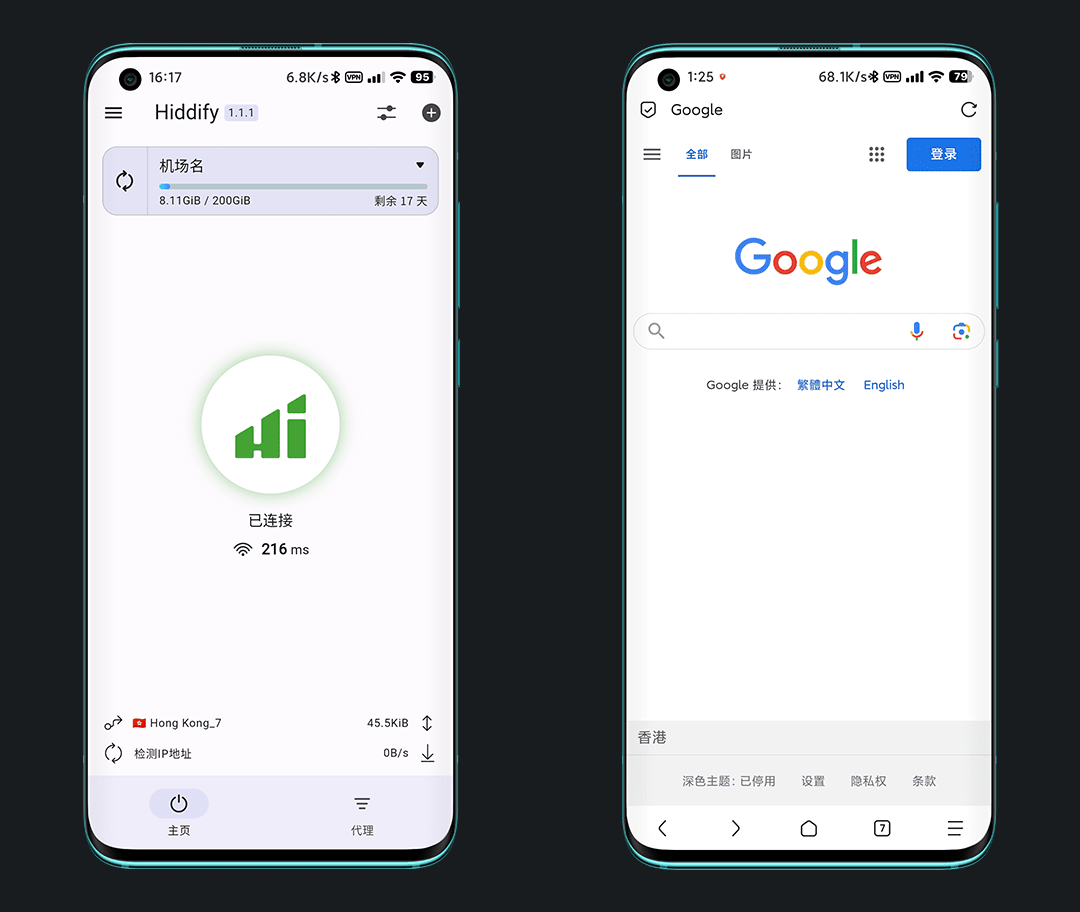 16:17
6.8K/s VPN 95
Hiddify 1.1.1
机场名
8.11GiB / 200GiB
剩余 17 天
Hi
已连接
216 ms
Hong Kong_7
45.5KiB
检测IP地址
0B/s
主页
代理
1:25
68.1K/s VPN 79
Google
全部
图片
登录
Google
Google 提供：
繁體中文
English
香港
深色主题：已停用
设置
隐私权
条款
7